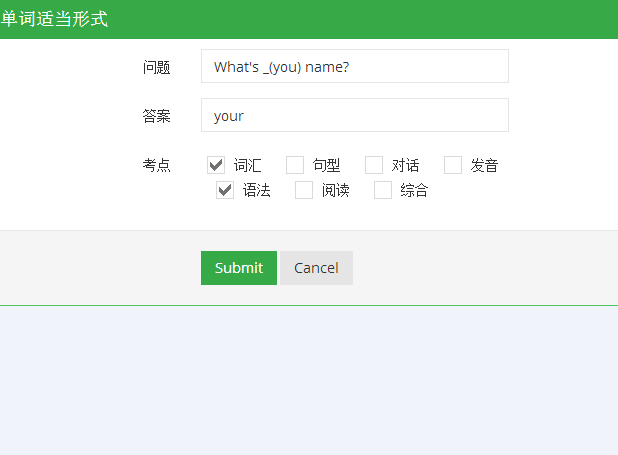 单词适当形式
问题 What's _(you) name?
答案 your
考点 词汇 句型 对话 发音
语法 阅读 综合
Submit Cancel